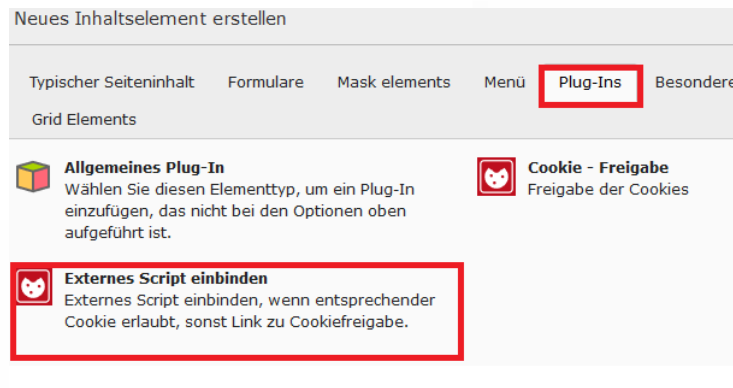 Neues Inhaltselement erstellen
Typischer Seiteninhalt Formulare Mask elements Menü Plug-Ins Besondere
Grid Elements
Allgemeines Plug-In
Wählen Sie diesen Elementtyp, um ein Plug-In
einzufügen, das nicht bei den Optionen oben
aufgeführt ist.
Cookie - Freigabe
Freigabe der Cookies
Externes Script einbinden
Externes Script einbinden, wenn entsprechender
Cookie erlaubt, sonst Link zu Cookiefreigabe.